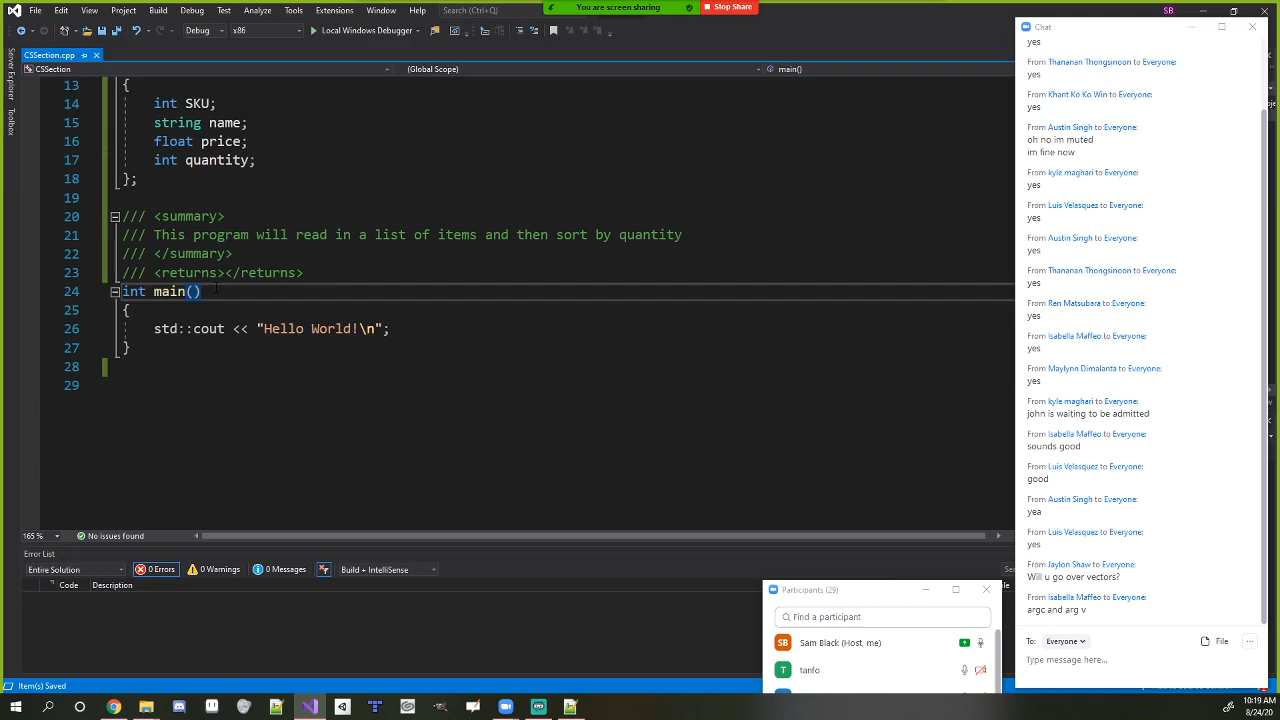 File Edit View Project Build Debug Test Analyze Tools Extensions Window Help Search (Ctrl+Q) SB
You are screen sharing Stop Share
Debug x86 Windows Debugger
CSSection.cpp
CSSection (Global Scope) main()
Server Explorer
Toolbox
13 {
14 int SKU;
15 string name;
16 float price;
17 int quantity;
18 };
19
20 /// <summary>
21 /// This program will read in a list of items and then sort by quantity
22 /// </summary>
23 /// <returns></returns>
24 int main()
25 {
26 std::cout << "Hello World!\n";
27 }
28
29
165 % No issues found
Error List
Entire Solution 0 Errors 0 Warnings 0 Messages Build + IntelliSense
Code Description
Item(s) Saved
Participants (29)
Find a participant
SB Sam Black (Host, me)
T tanfo
Chat
yes
From Thananan Thongsinoon to Everyone:
yes
From Khant Ko Ko Win to Everyone:
yes
From Austin Singh to Everyone:
oh no im muted
im fine now
From kyle maghari to Everyone:
yes
From Luis Velasquez to Everyone:
yes
From Austin Singh to Everyone:
yes
From Thananan Thongsinoon to Everyone:
yes
From Ren Matsubara to Everyone:
yes
From Isabella Maffeo to Everyone:
yes
From Maylynn Dimalanta to Everyone:
yes
From kyle maghari to Everyone:
john is waiting to be admitted
From Isabella Maffeo to Everyone:
sounds good
From Luis Velasquez to Everyone:
good
From Austin Singh to Everyone:
yea
From Luis Velasquez to Everyone:
yes
From Jaylon Shaw to Everyone:
Will u go over vectors?
From Isabella Maffeo to Everyone:
argc and arg v
To: Everyone File ...
Type message here...
10:19 AM
8/24/20